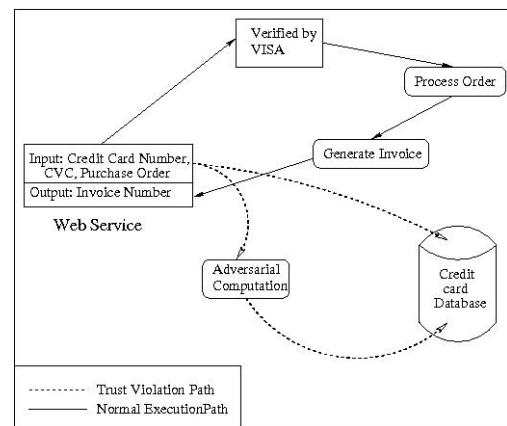 Verified by
VISA
Process Order
Generate Invoice
Input: Credit Card Number,
CVC, Purchase Order
Output: Invoice Number
Web Service
Adversarial
Computation
Credit
card
Database
Trust Violation Path
Normal ExecutionPath